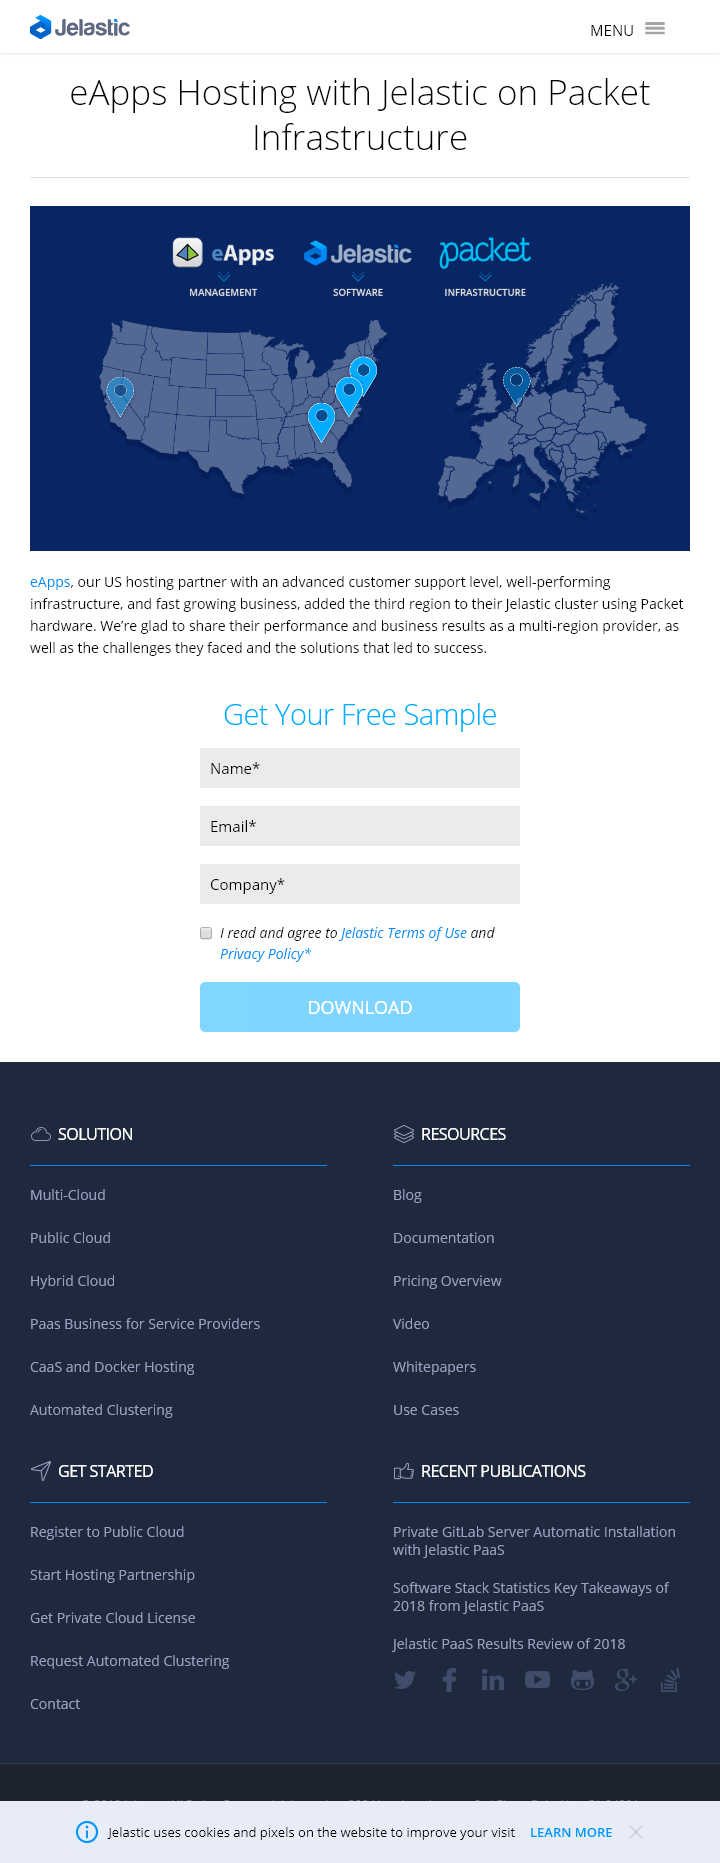 Jelastic
MENU
eApps Hosting with Jelastic on Packet
Infrastructure
eApps
Jelastic
packet
MANAGEMENT
SOFTWARE
INFRASTRUCTURE
eApps, our US hosting partner with an advanced customer support level, well-performing
infrastructure, and fast growing business, added the third region to their Jelastic cluster using Packet
hardware. We’re glad to share their performance and business results as a multi-region provider, as
well as the challenges they faced and the solutions that led to success.
Get Your Free Sample
Name*
Email*
Company*
I read and agree to Jelastic Terms of Use and
Privacy Policy*
DOWNLOAD
SOLUTION
Multi-Cloud
Public Cloud
Hybrid Cloud
Paas Business for Service Providers
CaaS and Docker Hosting
Automated Clustering
RESOURCES
Blog
Documentation
Pricing Overview
Video
Whitepapers
Use Cases
GET STARTED
Register to Public Cloud
Start Hosting Partnership
Get Private Cloud License
Request Automated Clustering
Contact
RECENT PUBLICATIONS
Private GitLab Server Automatic Installation
with Jelastic PaaS
Software Stack Statistics Key Takeaways of
2018 from Jelastic PaaS
Jelastic PaaS Results Review of 2018
Jelastic uses cookies and pixels on the website to improve your visit
LEARN MORE